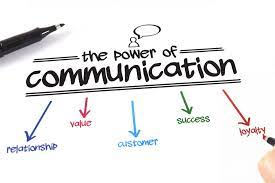 the power of
communication
value
success
loyalty
relationship
customer